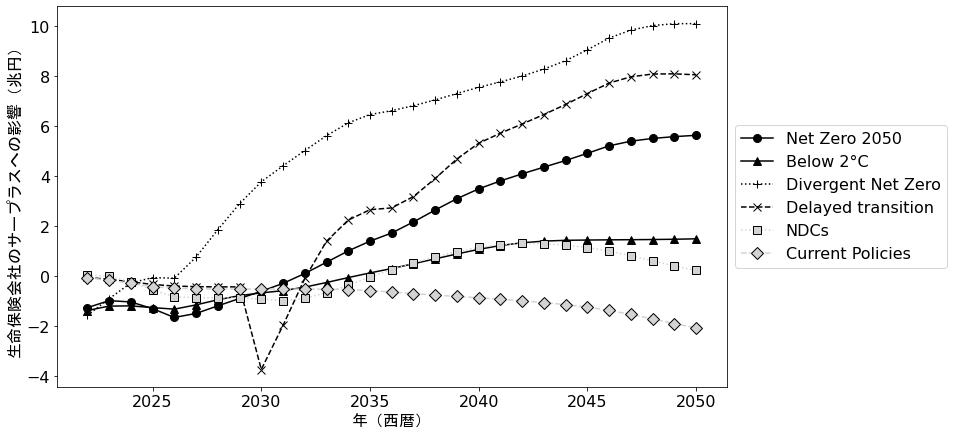 生命保険会社のサープラスへの影響（兆円）
10
8
6
4
2
0
−2
−4
2025
2030
2035
2040
2045
2050
年（西暦）
Net Zero 2050
Below 2°C
Divergent Net Zero
Delayed transition
NDCs
Current Policies